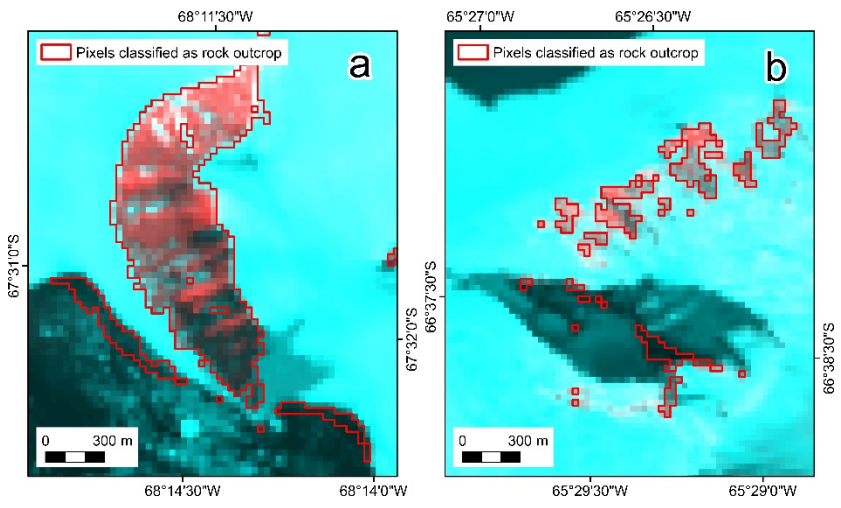 68°11'30"W
65°27'0"W
65°26'30"W
Pixels classified as rock outcrop
a
Pixels classified as rock outcrop
b
67°31'0"S
67°32'0"S
66°37'30"S
66°38'30"S
0
300 m
0
300 m
68°14'30"W
68°14'0"W
65°29'30"W
65°29'0"W